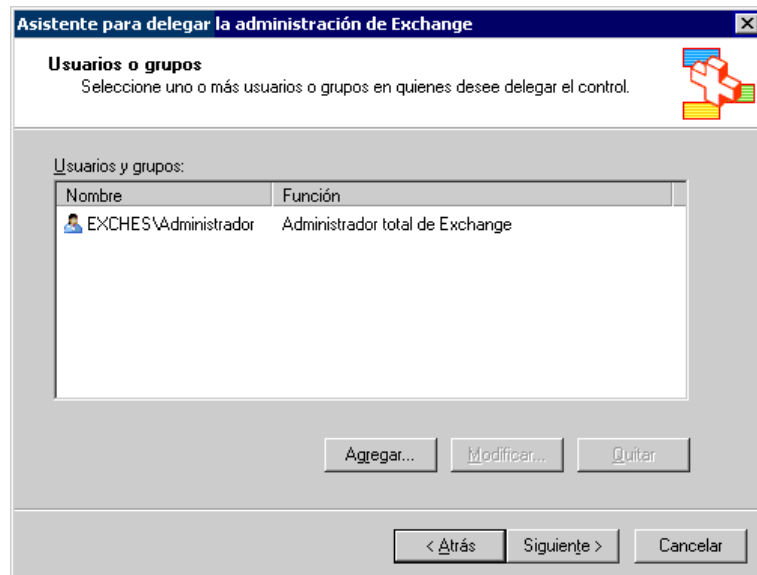 Asistente para delegar la administración de Exchange
Usuarios o grupos
Seleccione uno o más usuarios o grupos en quienes desee delegar el control.
Usuarios y grupos:
Nombre Función
EXCHES\Administrador Administrador total de Exchange
Agregar... Modificar... Quitar
< Atrás Siguiente > Cancelar